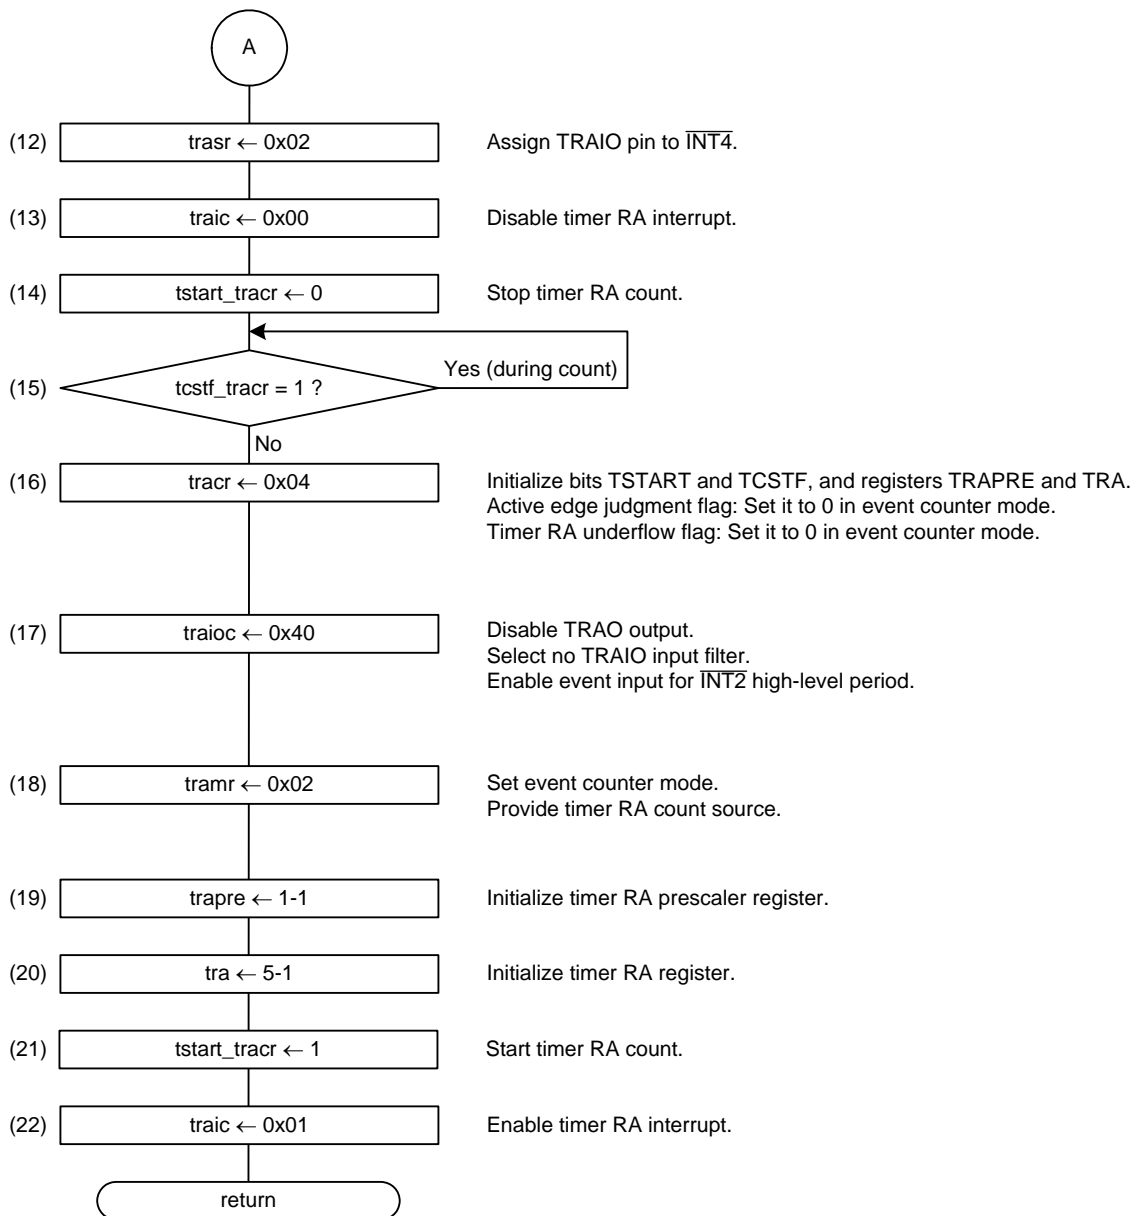 A
(12) trasr ← 0x02 Assign TRAIO pin to I̅N̅T̅4̅.
(13) traic ← 0x00 Disable timer RA interrupt.
(14) tstart_tracr ← 0 Stop timer RA count.
Yes (during count)
(15) tcstf_tracr = 1 ?
No
(16) tracr ← 0x04 Initialize bits TSTART and TCSTF, and registers TRAPRE and TRA.
Active edge judgment flag: Set it to 0 in event counter mode.
Timer RA underflow flag: Set it to 0 in event counter mode.
(17) traioc ← 0x40 Disable TRAO output.
Select no TRAIO input filter.
Enable event input for I̅N̅T̅2̅ high-level period.
(18) tramr ← 0x02 Set event counter mode.
Provide timer RA count source.
(19) trapre ← 1-1 Initialize timer RA prescaler register.
(20) tra ← 5-1 Initialize timer RA register.
(21) tstart_tracr ← 1 Start timer RA count.
(22) traic ← 0x01 Enable timer RA interrupt.
return